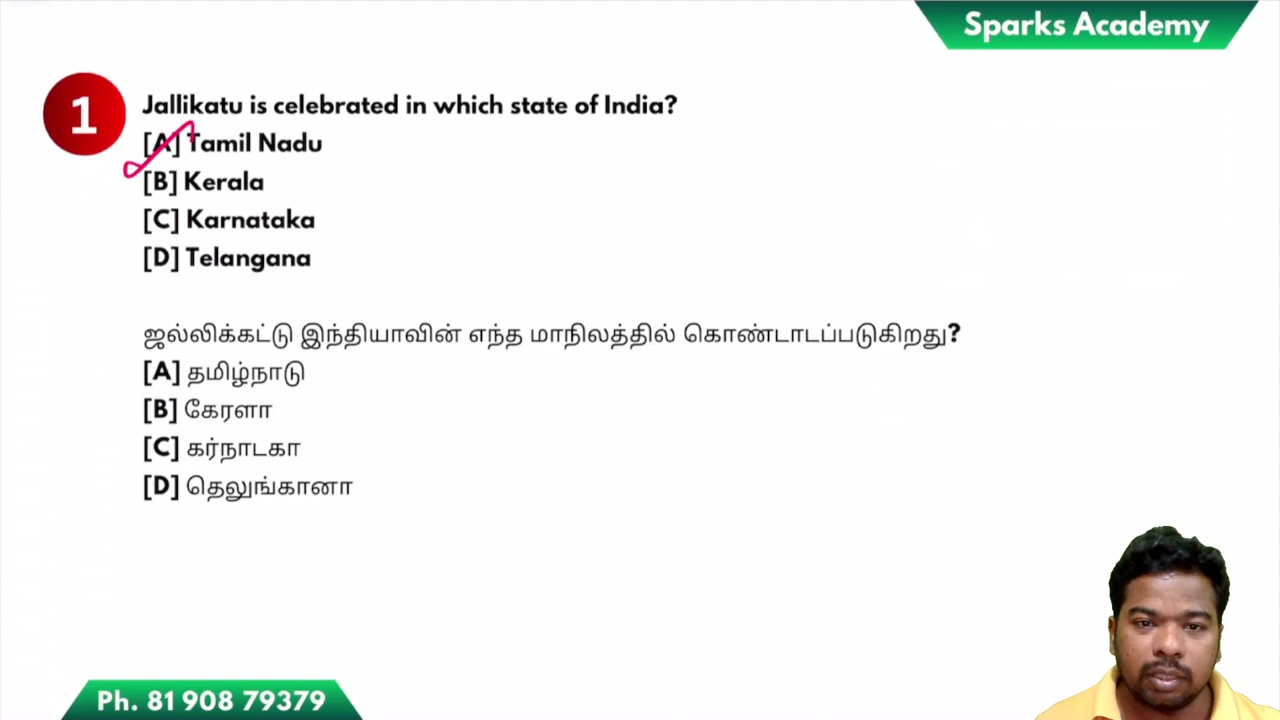 Sparks Academy
1
Jallikatu is celebrated in which state of India?
[A] Tamil Nadu
[B] Kerala
[C] Karnataka
[D] Telangana
ஜல்லிக்கட்டு இந்தியாவின் எந்த மாநிலத்தில் கொண்டாடப்படுகிறது?
[A] தமிழ்நாடு
[B] கேரளா
[C] கர்நாடகா
[D] தெலுங்கானா
Ph. 81 908 79379